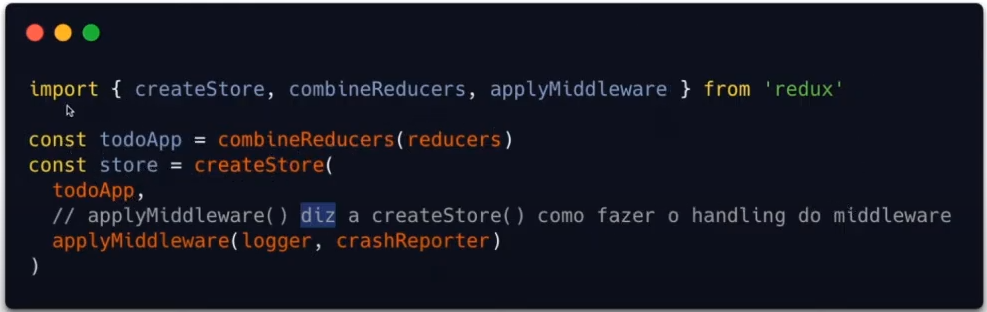 import { createStore, combineReducers, applyMiddleware } from 'redux'
const todoApp = combineReducers(reducers)
const store = createStore(
todoApp,
// applyMiddleware() diz a createStore() como fazer o handling do middleware
applyMiddleware(logger, crashReporter)
)